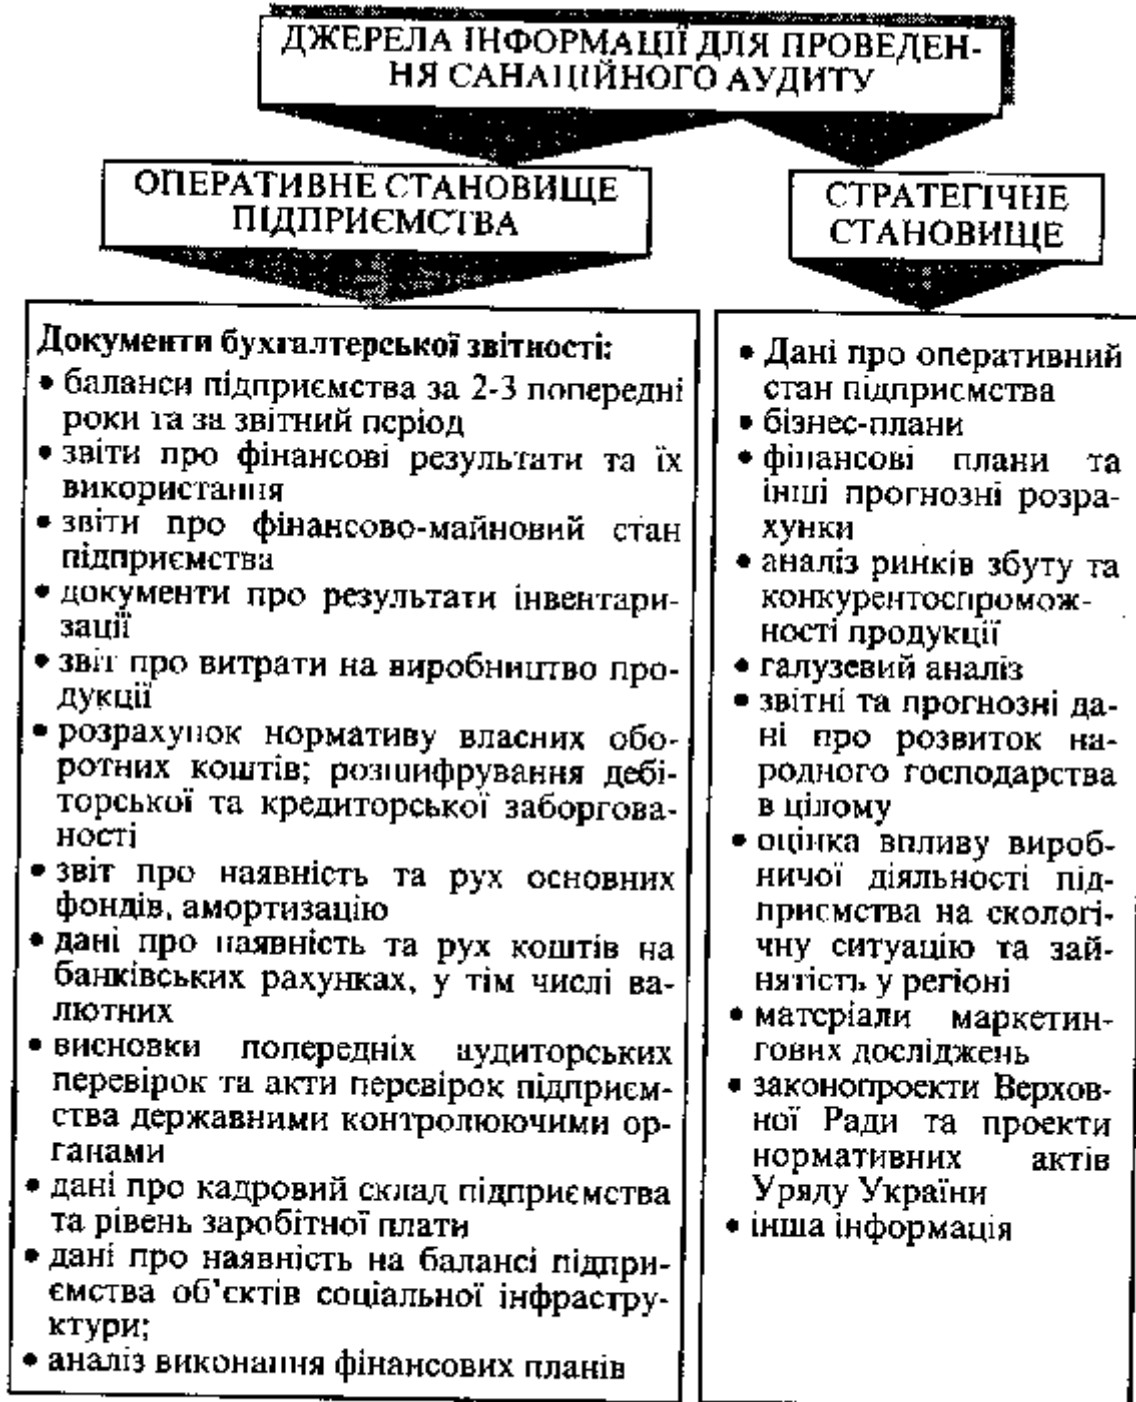 ДЖЕРЕЛА ІНФОРМАЦІЇ ДЛЯ ПРОВЕДЕН-
НЯ САНАЦІЙНОГО АУДИТУ
ОПЕРАТИВНЕ СТАНОВИЩЕ
ПІДПРИЄМСТВА
Документи бухгалтерської звітності:
• баланси підприємства за 2-3 попередні
роки та за звітний період
• звіти про фінансові результати та їх
використання
• звіти про фінансово-майновий стан
підприємства
• документи про результати інвентари-
зації
• звіт про витрати на виробництво про-
дукції
• розрахунок нормативу власних обо-
ротних коштів; розшифрування дебі-
торської та кредиторської заборгова-
ності
• звіт про наявність та рух основних
фондів, амортизацію
• дані про наявність та рух коштів на
банківських рахунках, у тім числі ва-
лютних
• висновки попередніх аудиторських
перевірок та акти перевірок підприєм-
ства державними контролюючими ор-
ганами
• дані про кадровий склад підприємства
та рівень заробітної плати
• дані про наявність на балансі підпри-
ємства об’єктів соціальної інфрастру-
ктури;
• аналіз виконання фінансових планів
СТРАТЕГІЧНЕ
СТАНОВИЩЕ
• Дані про оперативний
стан підприємства
• бізнес-плани
• фінансові плани та
інші прогнозні розра-
хунки
• аналіз ринків збуту та
конкурентоспромож-
ності продукції
• галузевий аналіз
• звітні та прогнозні да-
ні про розвиток на-
родного господарства
в цілому
• оцінка впливу вироб-
ничої діяльності під-
приємства на екологі-
чну ситуацію та зай-
нятість у регіоні
• матеріали маркетин-
гових досліджень
• законопроекти Верхов-
ної Ради та проекти
нормативних актів
Уряду України
• інша інформація